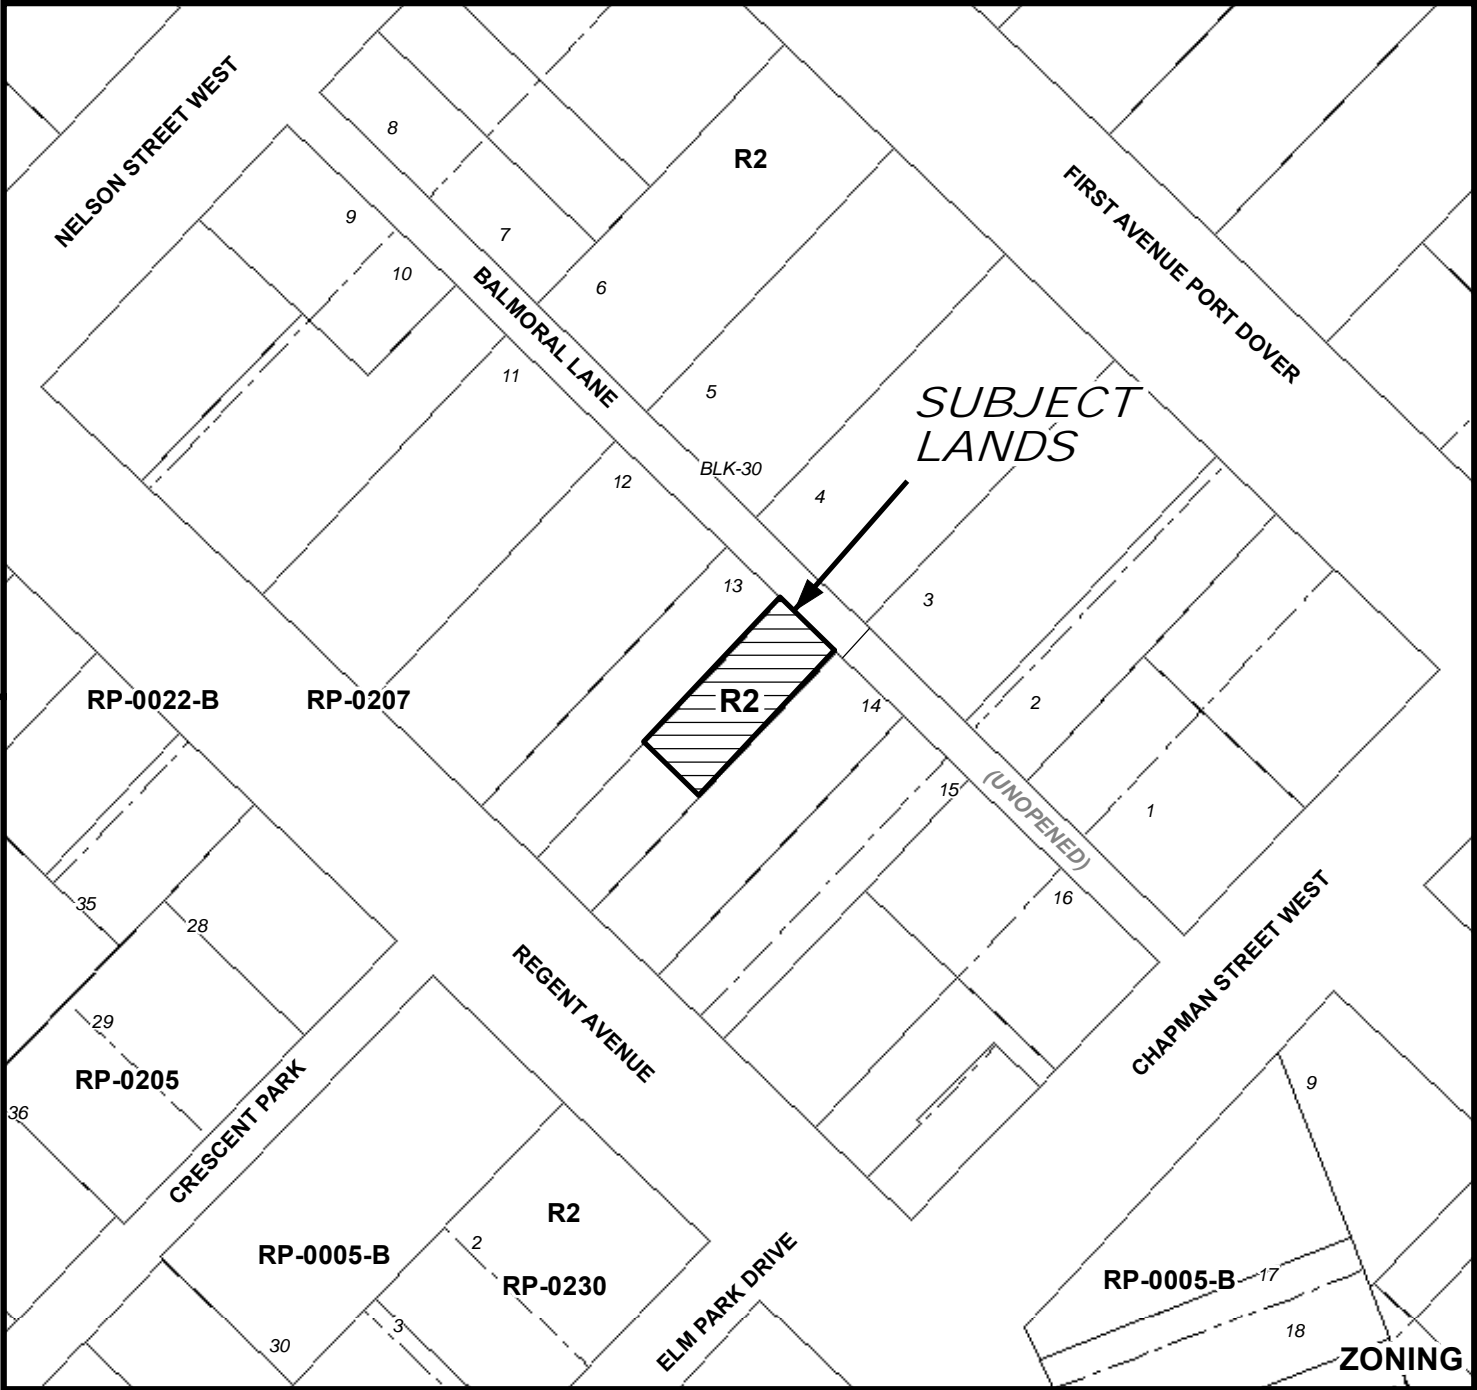 NELSON STREET WEST
8
R2
FIRST AVENUE PORT DOVER
9
7
10
6
BALMORAL LANE
11
5
SUBJECT
LANDS
BLK-30
12
4
13
3
RP-0022-B
RP-0207
R2
14
2
15
(UNOPENED)
1
16
35
28
CHAPMAN STREET WEST
REGENT AVENUE
29
RP-0205
36
CRESCENT PARK
9
R2
2
RP-0005-B
RP-0230
ELM PARK DRIVE
RP-0005-B
17
3
30
18
ZONING